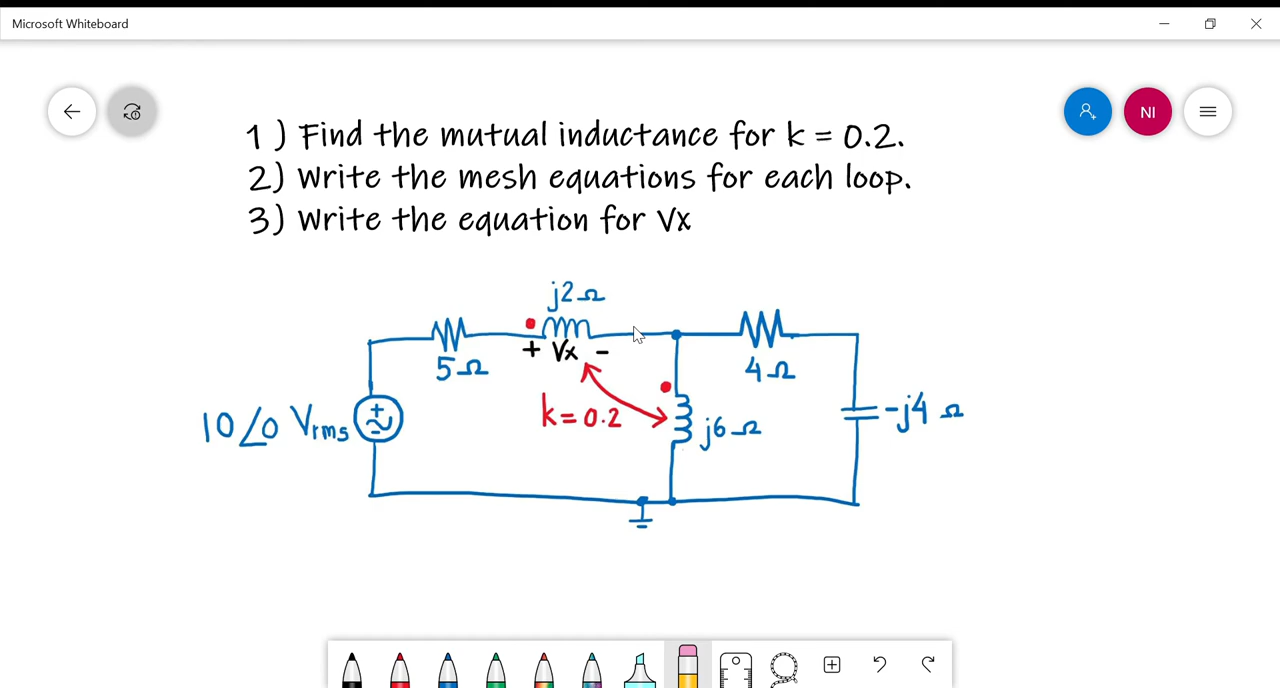 Microsoft Whiteboard
NI
1) Find the mutual inductance for k = 0.2.
2) Write the mesh equations for each loop.
3) Write the equation for Vx
j2Ω
+ Vx -
5Ω
4Ω
k = 0.2
10∠0 Vrms
+
-
j6Ω
-j4 Ω